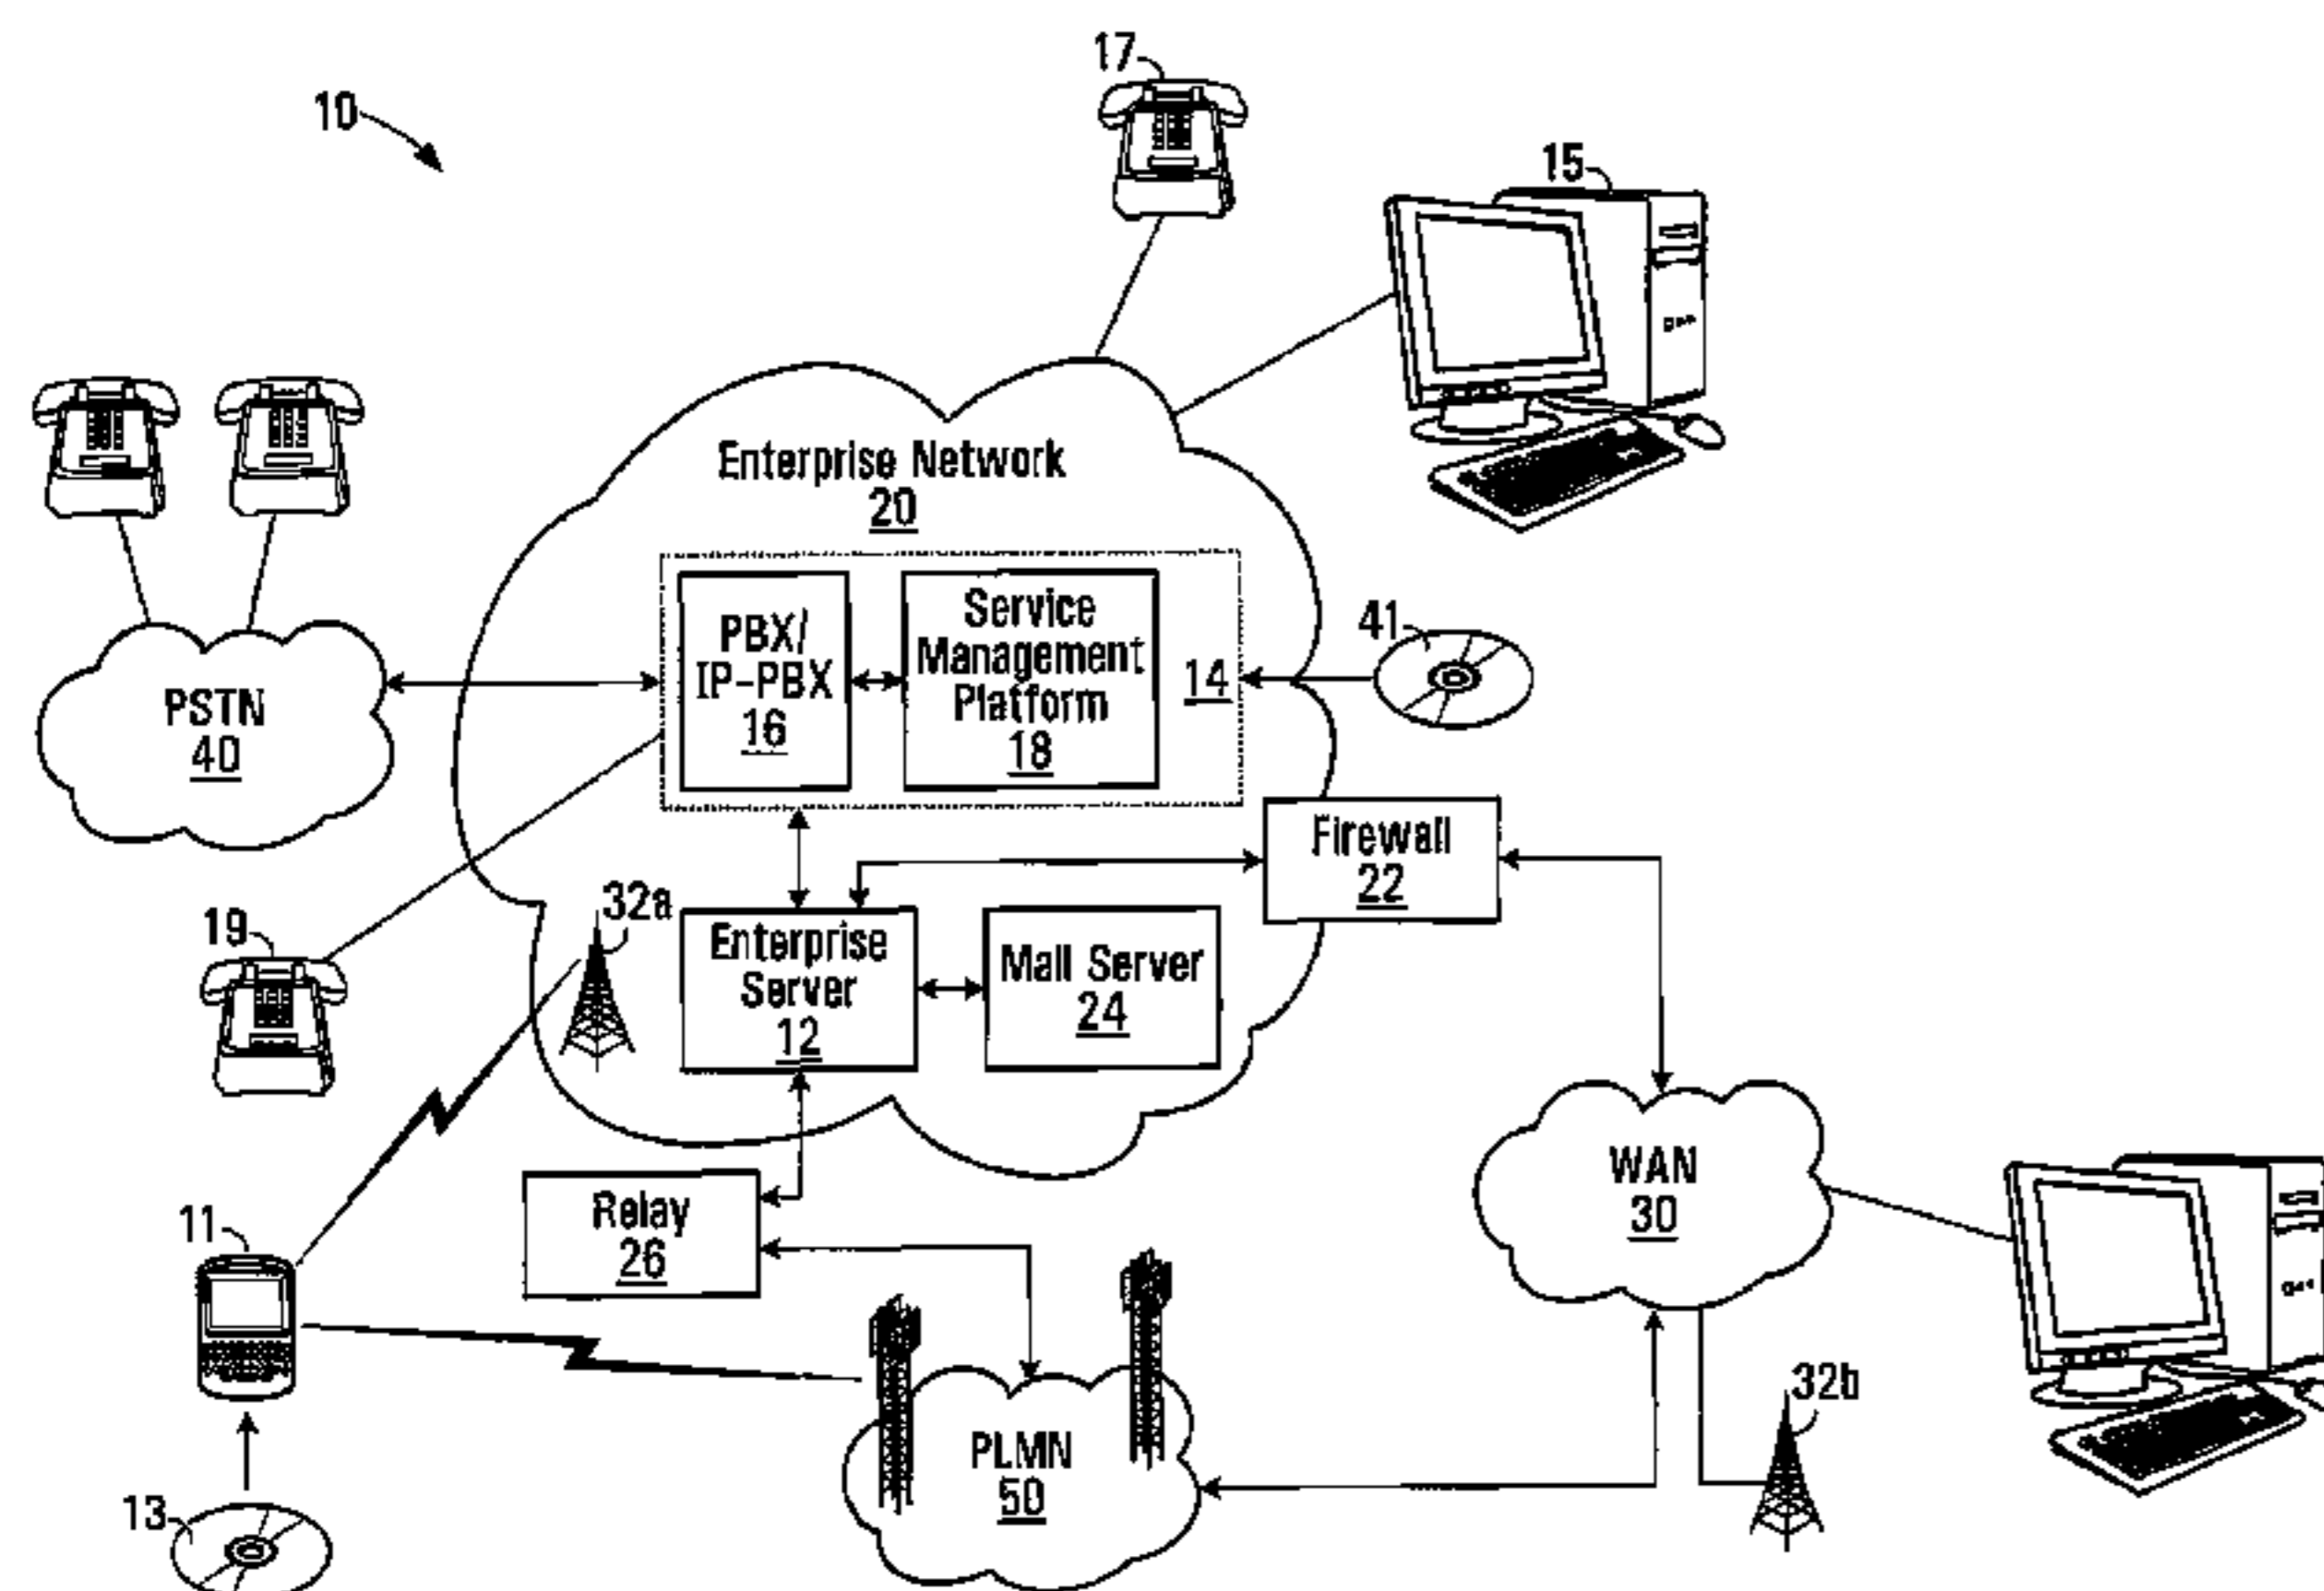 17
10
15
Enterprise Network
20
PBX/
IP-PBX
16
Service
Management
Platform
18
14
41
PSTN
40
Firewall
22
32a
19
Enterprise
Server
12
Mall Server
24
WAN
30
Relay
26
11
32b
PLMN
50
13